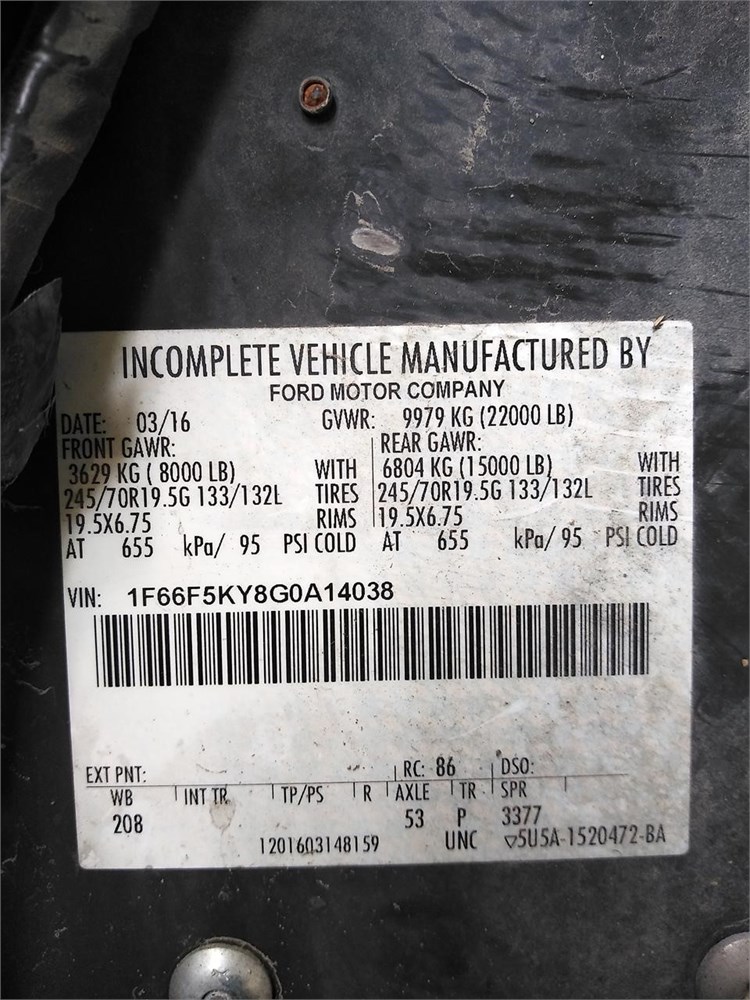 INCOMPLETE VEHICLE MANUFACTURED BY
FORD MOTOR COMPANY
DATE: 03/16 GVWR: 9979 KG (22000 LB)
FRONT GAWR: REAR GAWR:
3629 KG ( 8000 LB) WITH 6804 KG (15000 LB) WITH
245/70R19.5G 133/132L TIRES 245/70R19.5G 133/132L TIRES
19.5X6.75 RIMS 19.5X6.75 RIMS
AT 655 kPa/ 95 PSI COLD AT 655 kPa/ 95 PSI COLD
VIN: 1F66F5KY8G0A14038
EXT PNT: RC: 86 DSO:
WB INT TR TP/PS R AXLE TR SPR
208 53 P 3377
1201603148159 UNC ▽5U5A-1520472-BA